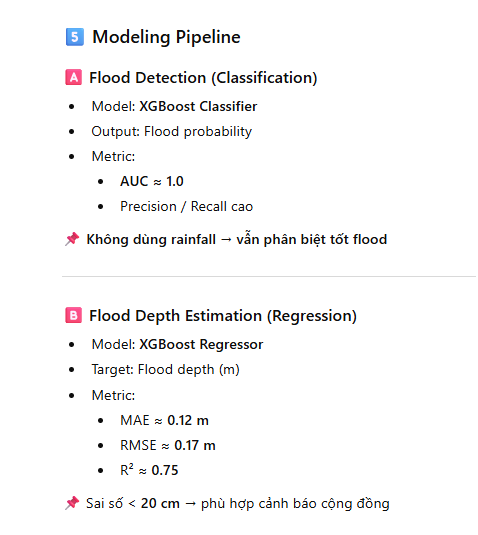 5 Modeling Pipeline
A Flood Detection (Classification)
• Model: XGBoost Classifier
• Output: Flood probability
• Metric:
• AUC ≈ 1.0
• Precision / Recall cao
📌 Không dùng rainfall → vẫn phân biệt tốt flood
B Flood Depth Estimation (Regression)
• Model: XGBoost Regressor
• Target: Flood depth (m)
• Metric:
• MAE ≈ 0.12 m
• RMSE ≈ 0.17 m
• R² ≈ 0.75
📌 Sai số < 20 cm → phù hợp cảnh báo cộng đồng